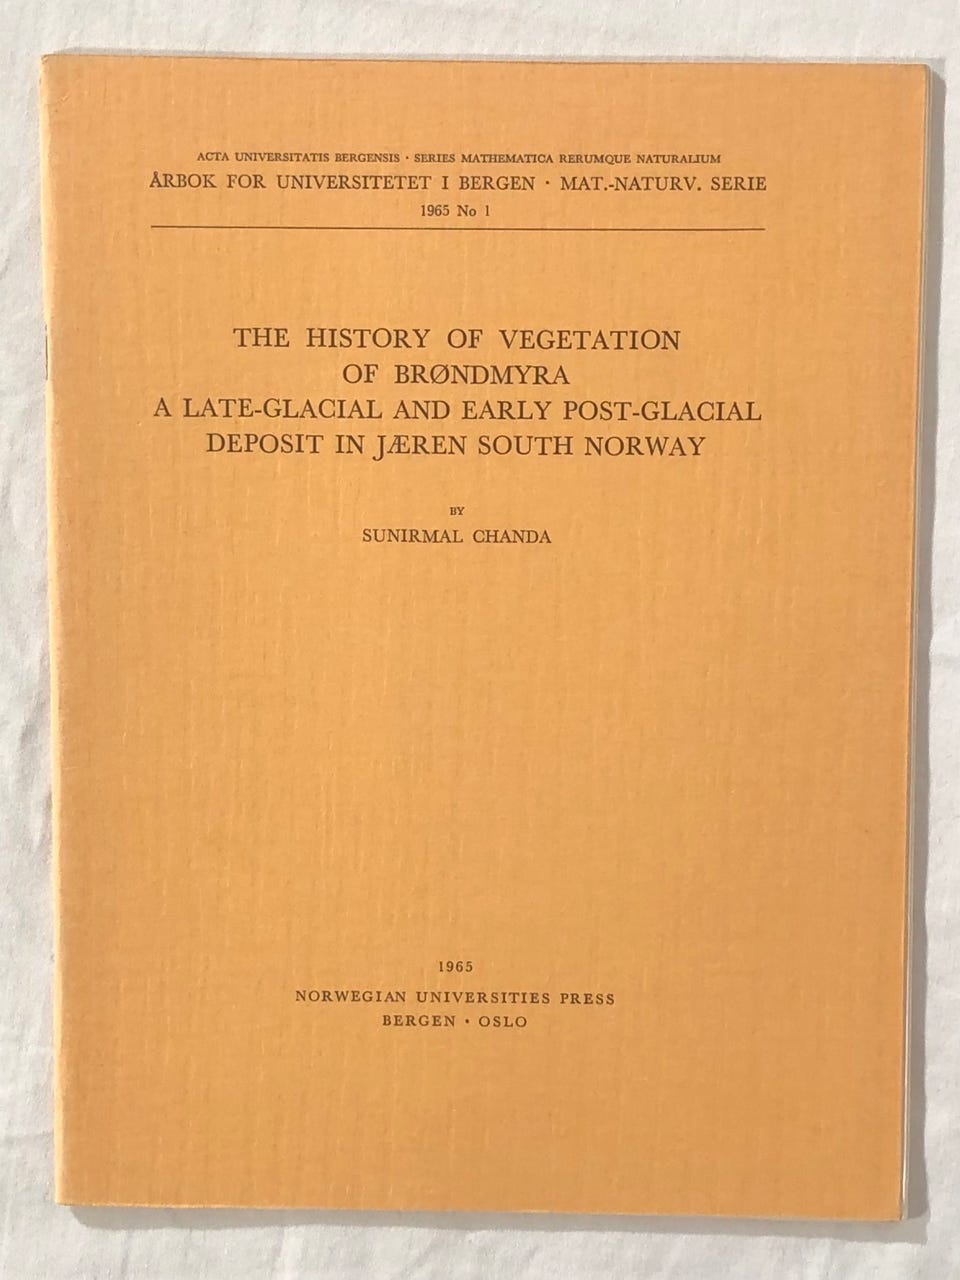 ACTA UNIVERSITATIS BERGENSIS · SERIES MATHEMATICA RERUMQUE NATURALIUM
ÅRBOK FOR UNIVERSITETET I BERGEN · MAT.-NATURV. SERIE
1965 No 1
THE HISTORY OF VEGETATION
OF BRØNDMYRA
A LATE-GLACIAL AND EARLY POST-GLACIAL
DEPOSIT IN JÆREN SOUTH NORWAY
BY
SUNIRMAL CHANDA
1965
NORWEGIAN UNIVERSITIES PRESS
BERGEN · OSLO